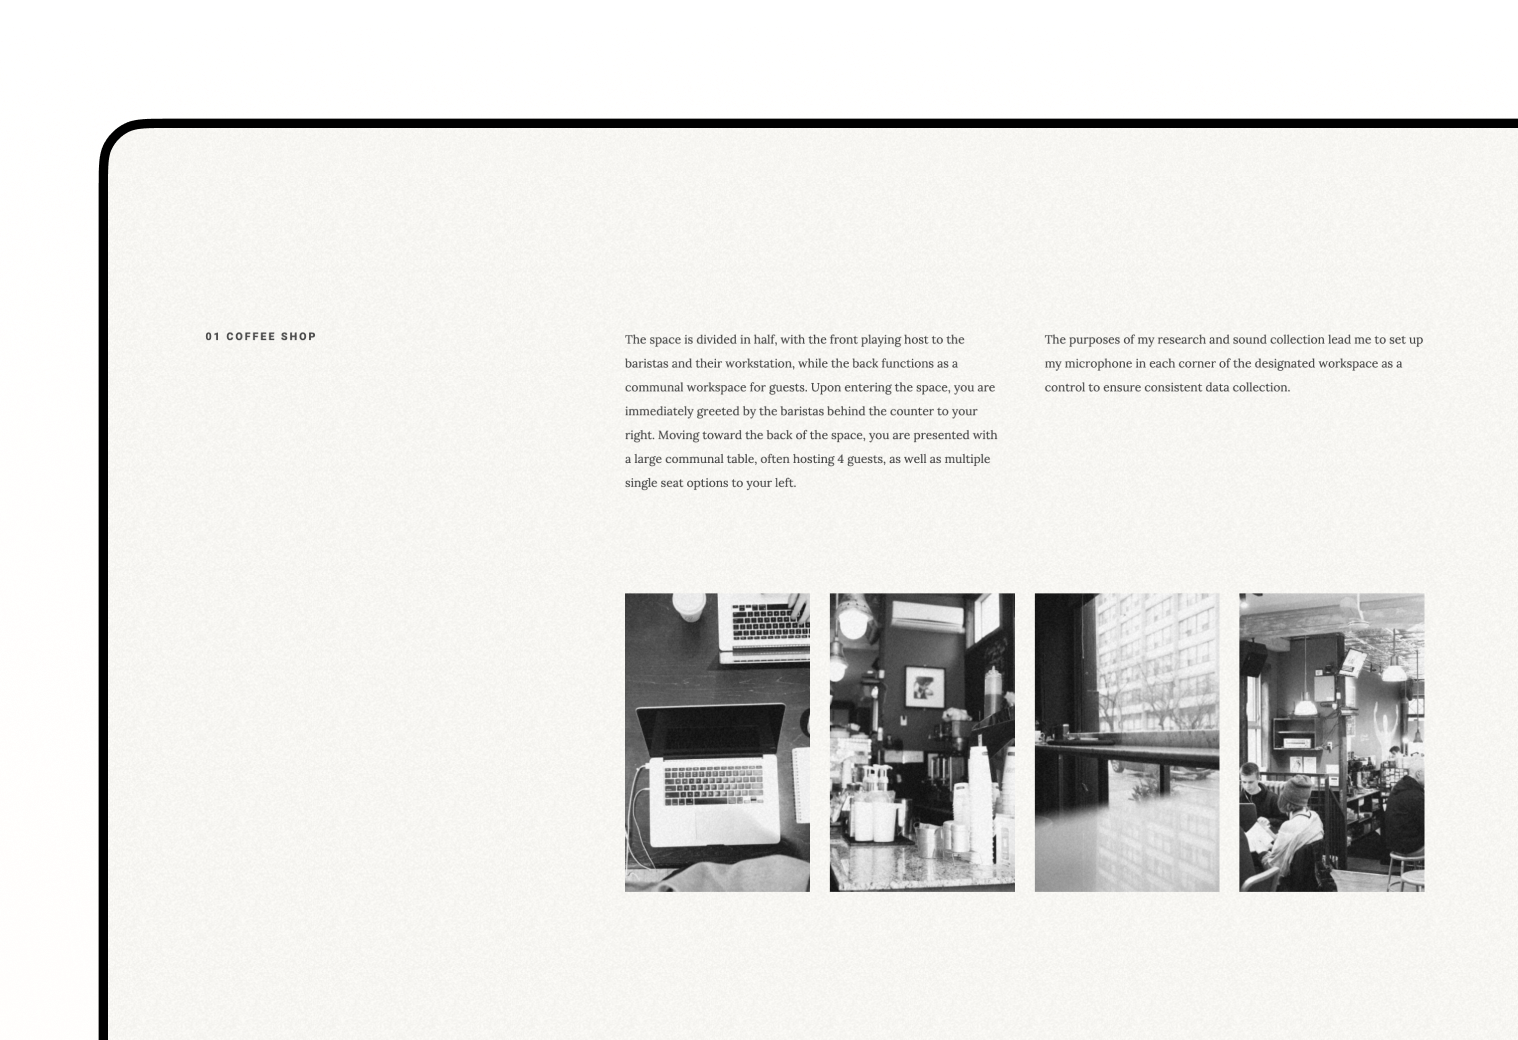 01 COFFEE SHOP
The space is divided in half, with the front playing host to the
baristas and their workstation, while the back functions as a
communal workspace for guests. Upon entering the space, you are
immediately greeted by the baristas behind the counter to your
right. Moving toward the back of the space, you are presented with
a large communal table, often hosting 4 guests, as well as multiple
single seat options to your left.
The purposes of my research and sound collection lead me to set up
my microphone in each corner of the designated workspace as a
control to ensure consistent data collection.